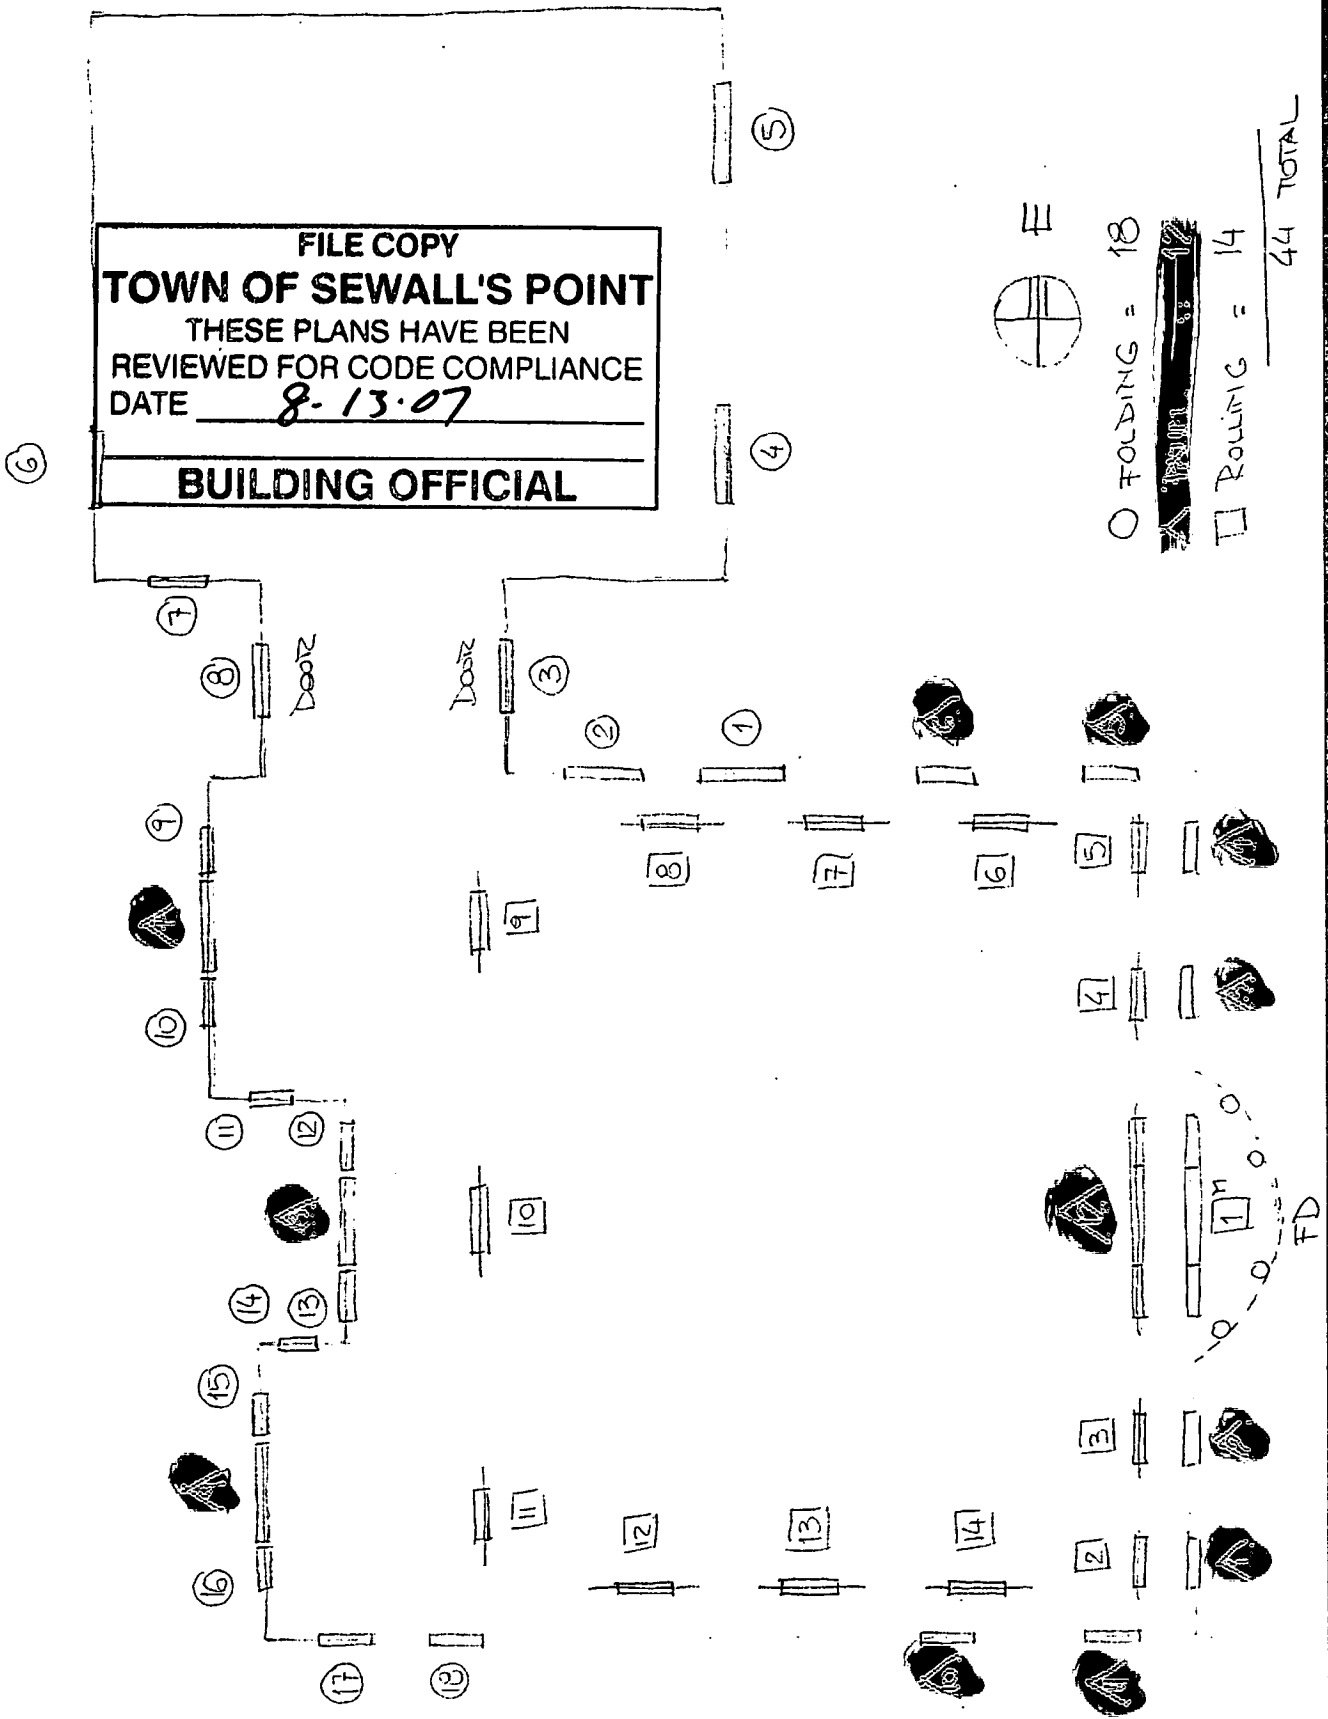 FILE COPY
TOWN OF SEWALL'S POINT
THESE PLANS HAVE BEEN
REVIEWED FOR CODE COMPLIANCE
DATE 8-13-07
BUILDING OFFICIAL
E
FOLDING = 18
12
ROLLING = 14
44 TOTAL
5
4
6
7
8
DOOR
DOOR
3
2
1
9
10
11
12
14
13
15
16
17
18
8
7
6
5
9
4
10
1
FD
3
11
12
13
14
2